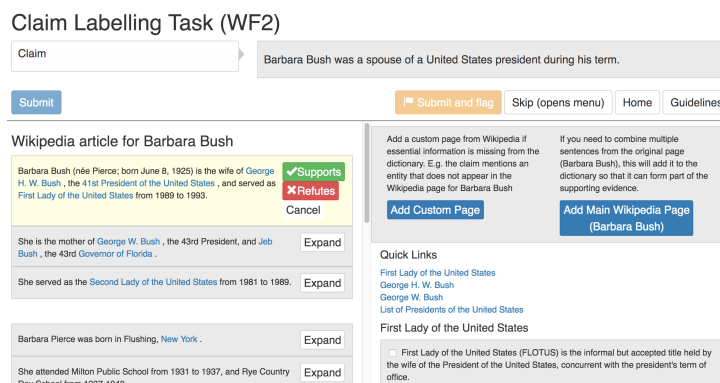 Claim Labelling Task (WF2)
Claim
Barbara Bush was a spouse of a United States president during his term.
Submit
Submit and flag
Skip (opens menu)
Home
Guidelines
Wikipedia article for Barbara Bush
Barbara Bush (née Pierce; born June 8, 1925) is the wife of George
H. W. Bush , the 41st President of the United States , and served as
First Lady of the United States from 1989 to 1993.
Supports
Refutes
Cancel
She is the mother of George W. Bush , the 43rd President, and Jeb
Bush , the 43rd Governor of Florida .
Expand
She served as the Second Lady of the United States from 1981 to 1989.
Expand
Barbara Pierce was born in Flushing, New York .
Expand
She attended Milton Public School from 1931 to 1937, and Rye Country
Day School from 1937-1940
Expand
Add a custom page from Wikipedia if
essential information is missing from the
dictionary. E.g. the claim mentions an
entity that does not appear in the
Wikipedia page for Barbara Bush
Add Custom Page
If you need to combine multiple
sentences from the original page
(Barbara Bush), this will add it to the
dictionary so that it can form part of the
supporting evidence.
Add Main Wikipedia Page
(Barbara Bush)
Quick Links
First Lady of the United States
George H. W. Bush
George W. Bush
List of Presidents of the United States
First Lady of the United States
First Lady of the United States (FLOTUS) is the informal but accepted title held by
the wife of the President of the United States, concurrent with the president's term of
office.